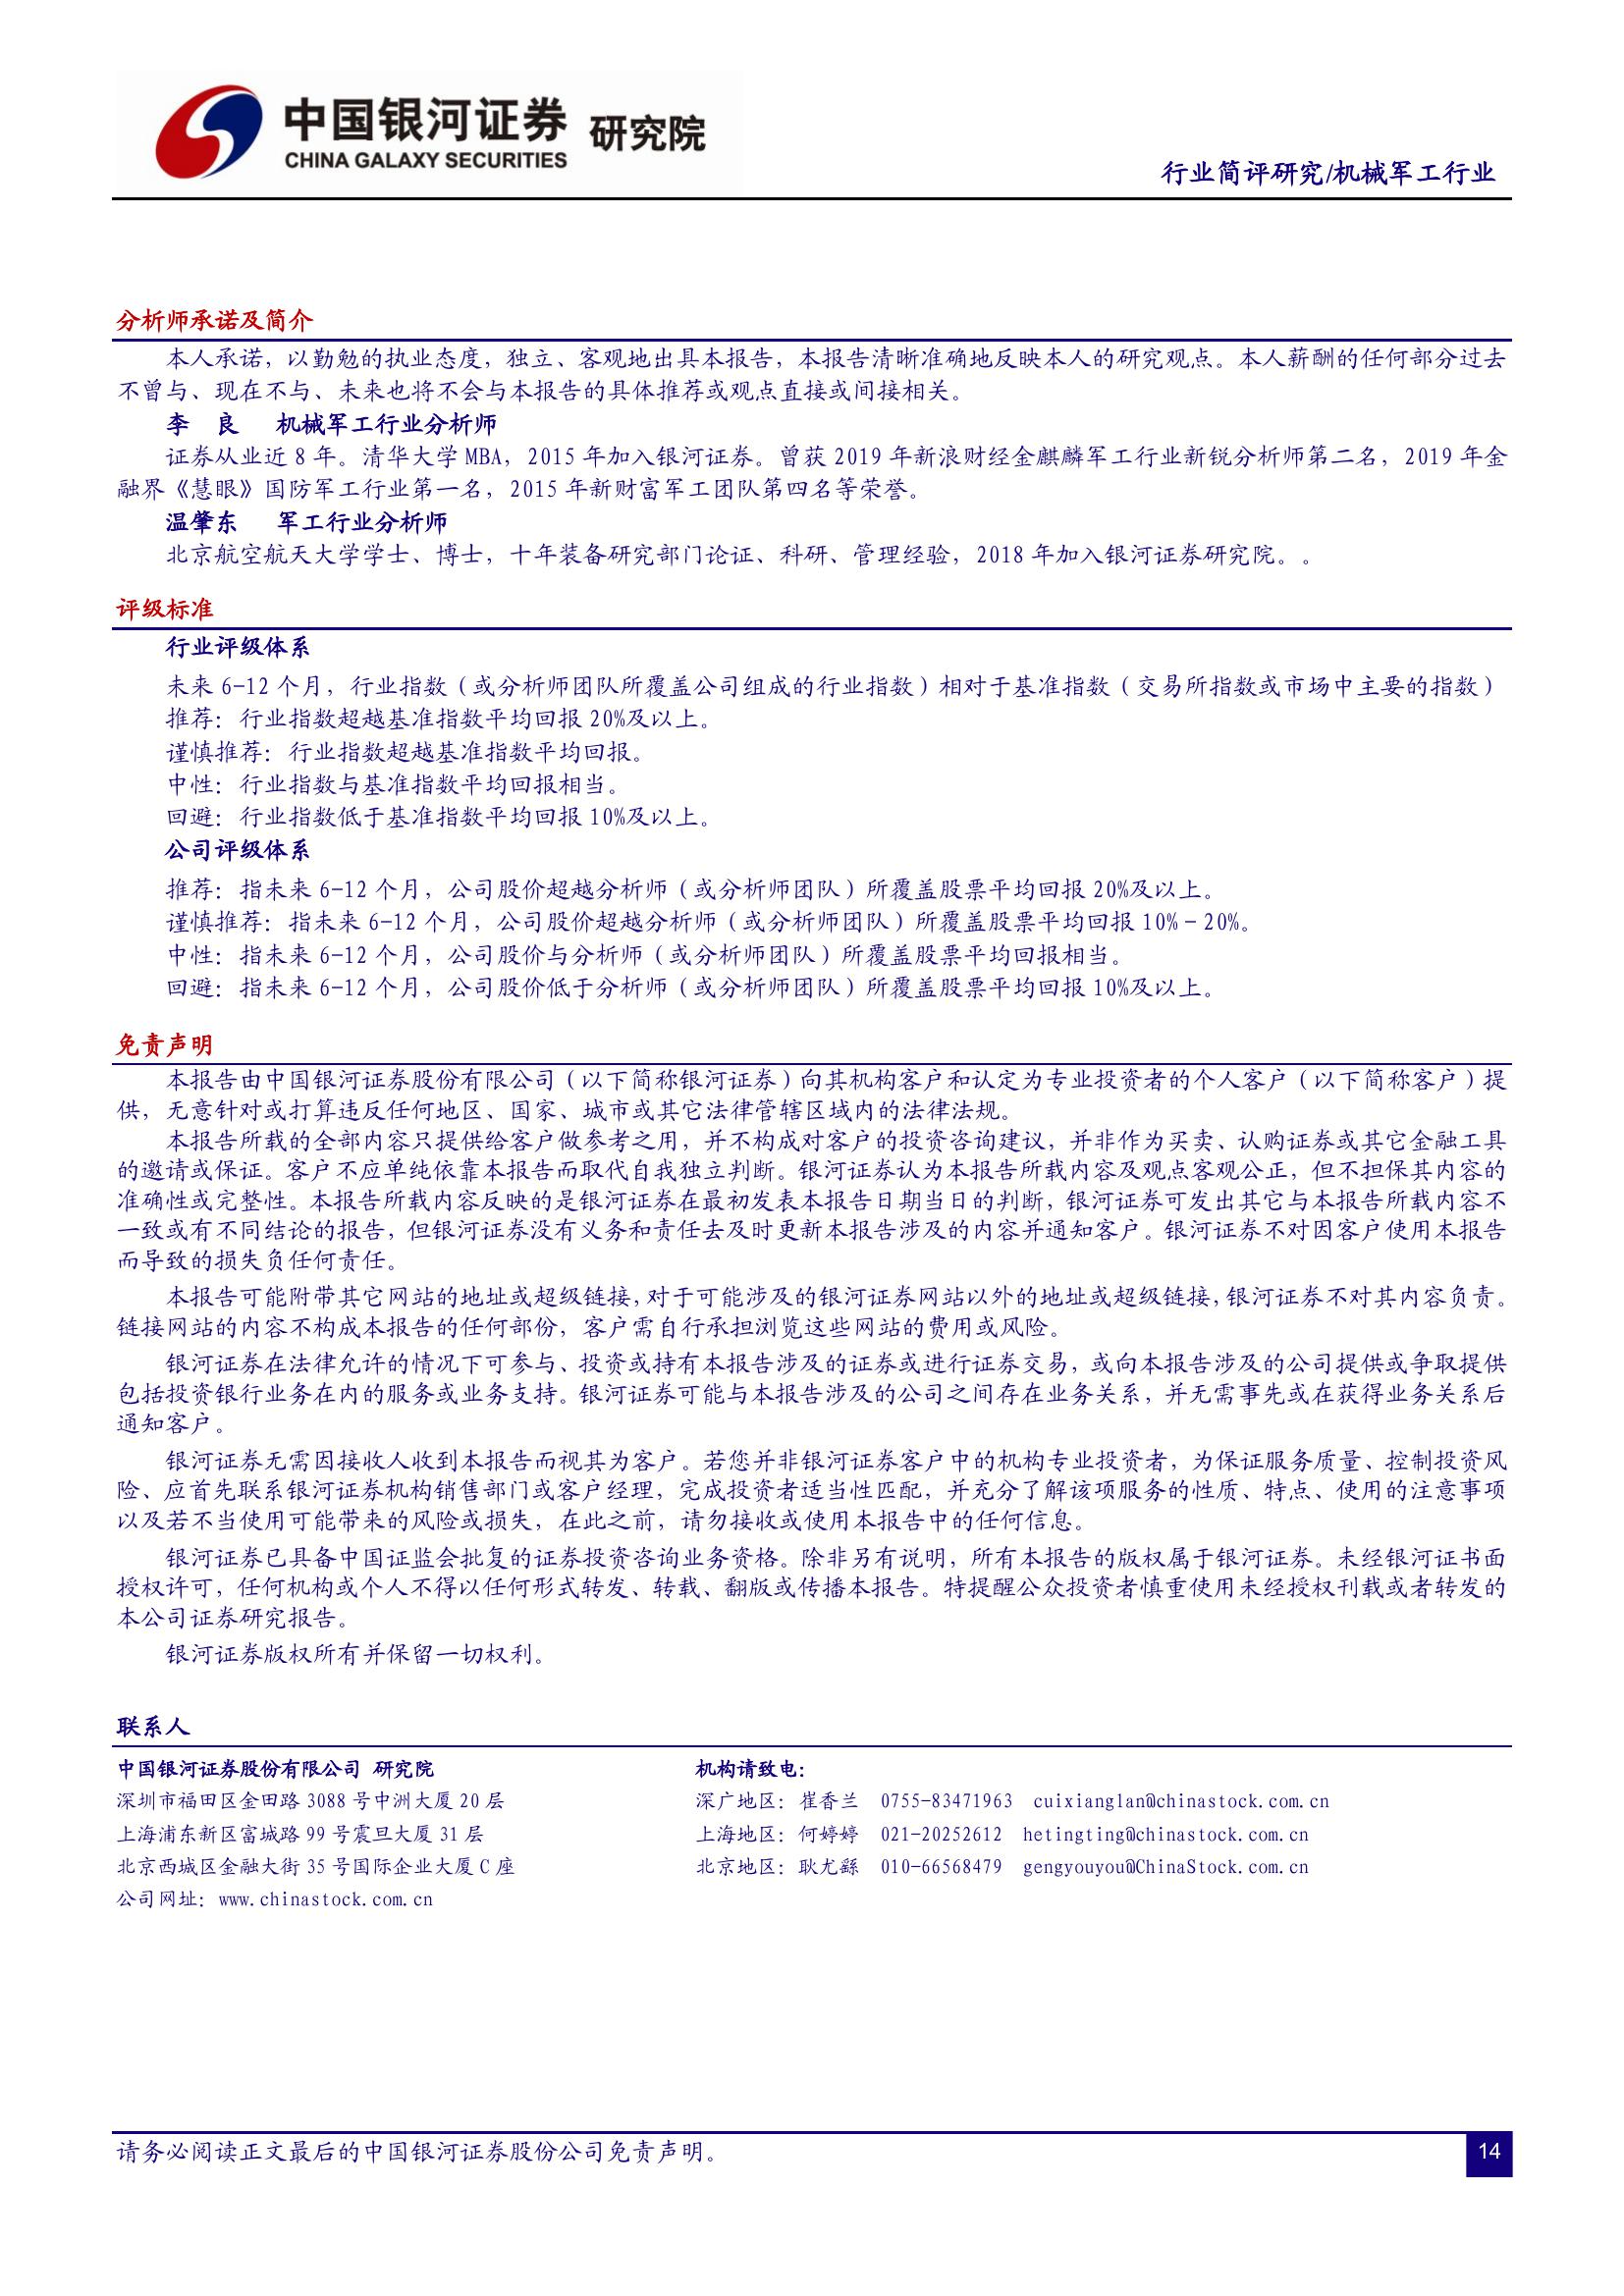 中国银河证券 研究院
CHINA GALAXY SECURITIES
行业简评研究/机械军工行业
分析师承诺及简介
本人承诺，以勤勉的执业态度，独立、客观地出具本报告，本报告清晰准确地反映本人的研究观点。本人薪酬的任何部分过去
不曾与、现在不与、未来也将不会与本报告的具体推荐或观点直接或间接相关。
李 良 机械军工行业分析师
证券从业近 8 年。清华大学 MBA，2015 年加入银河证券。曾获 2019 年新浪财经金麒麟军工行业新锐分析师第二名，2019 年金
融界《慧眼》国防军工行业第一名，2015 年新财富军工团队第四名等荣誉。
温肇东 军工行业分析师
北京航空航天大学学士、博士，十年装备研究部门论证、科研、管理经验，2018 年加入银河证券研究院。。
评级标准
行业评级体系
未来 6-12 个月，行业指数（或分析师团队所覆盖公司组成的行业指数）相对于基准指数（交易所指数或市场中主要的指数）
推荐：行业指数超越基准指数平均回报 20%及以上。
谨慎推荐：行业指数超越基准指数平均回报。
中性：行业指数与基准指数平均回报相当。
回避：行业指数低于基准指数平均回报 10%及以上。
公司评级体系
推荐：指未来 6-12 个月，公司股价超越分析师（或分析师团队）所覆盖股票平均回报 20%及以上。
谨慎推荐：指未来 6-12 个月，公司股价超越分析师（或分析师团队）所覆盖股票平均回报 10%-20%。
中性：指未来 6-12 个月，公司股价与分析师（或分析师团队）所覆盖股票平均回报相当。
回避：指未来 6-12 个月，公司股价低于分析师（或分析师团队）所覆盖股票平均回报 10%及以上。
免责声明
本报告由中国银河证券股份有限公司（以下简称银河证券）向其机构客户和认定为专业投资者的个人客户（以下简称客户）提
供，无意针对或打算违反任何地区、国家、城市或其它法律管辖区域内的法律法规。
本报告所载的全部内容只提供给客户做参考之用，并不构成对客户的投资咨询建议，并非作为买卖、认购证券或其它金融工具
的邀请或保证。客户不应单纯依靠本报告而取代自我独立判断。银河证券认为本报告所载内容及观点客观公正，但不担保其内容的
准确性或完整性。本报告所载内容反映的是银河证券在最初发表本报告日期当日的判断，银河证券可发出其它与本报告所载内容不
一致或有不同结论的报告，但银河证券没有义务和责任去及时更新本报告涉及的内容并通知客户。银河证券不对因客户使用本报告
而导致的损失负任何责任。
本报告可能附带其它网站的地址或超级链接，对于可能涉及的银河证券网站以外的地址或超级链接，银河证券不对其内容负责。
链接网站的内容不构成本报告的任何部份，客户需自行承担浏览这些网站的费用或风险。
银河证券在法律允许的情况下可参与、投资或持有本报告涉及的证券或进行证券交易，或向本报告涉及的公司提供或争取提供
包括投资银行业务在内的服务或业务支持。银河证券可能与本报告涉及的公司之间存在业务关系，并无需事先或在获得业务关系后
通知客户。
银河证券无需因接收人收到本报告而视其为客户。若您并非银河证券客户中的机构专业投资者，为保证服务质量、控制投资风
险、应首先联系银河证券机构销售部门或客户经理，完成投资者适当性匹配，并充分了解该项服务的性质、特点、使用的注意事项
以及若不当使用可能带来的风险或损失，在此之前，请勿接收或使用本报告中的任何信息。
银河证券已具备中国证监会批复的证券投资咨询业务资格。除非另有说明，所有本报告的版权属于银河证券。未经银河证书面
授权许可，任何机构或个人不得以任何形式转发、转载、翻版或传播本报告。特提醒公众投资者慎重使用未经授权刊载或者转发的
本公司证券研究报告。
银河证券版权所有并保留一切权利。
联系人
中国银河证券股份有限公司 研究院 机构请致电：
深圳市福田区金田路 3088 号中洲大厦 20 层 深广地区：崔香兰 0755-83471963 cuixianglan@chinastock.com.cn
上海浦东新区富城路 99 号震旦大厦 31 层 上海地区：何婷婷 021-20252612 hetingting@chinastock.com.cn
北京西城区金融大街 35 号国际企业大厦 C 座 北京地区：耿尤繇 010-66568479 gengyouyou@ChinaStock.com.cn
公司网址：www.chinastock.com.cn
请务必阅读正文最后的中国银河证券股份公司免责声明。
14